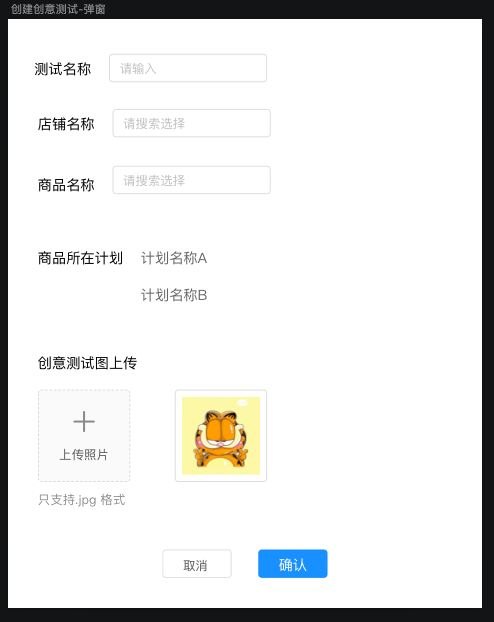 创建创意测试-弹窗
测试名称 请输入
店铺名称 请搜索选择
商品名称 请搜索选择
商品所在计划 计划名称A
计划名称B
创意测试图上传
上传照片
只支持.jpg 格式
取消 确认